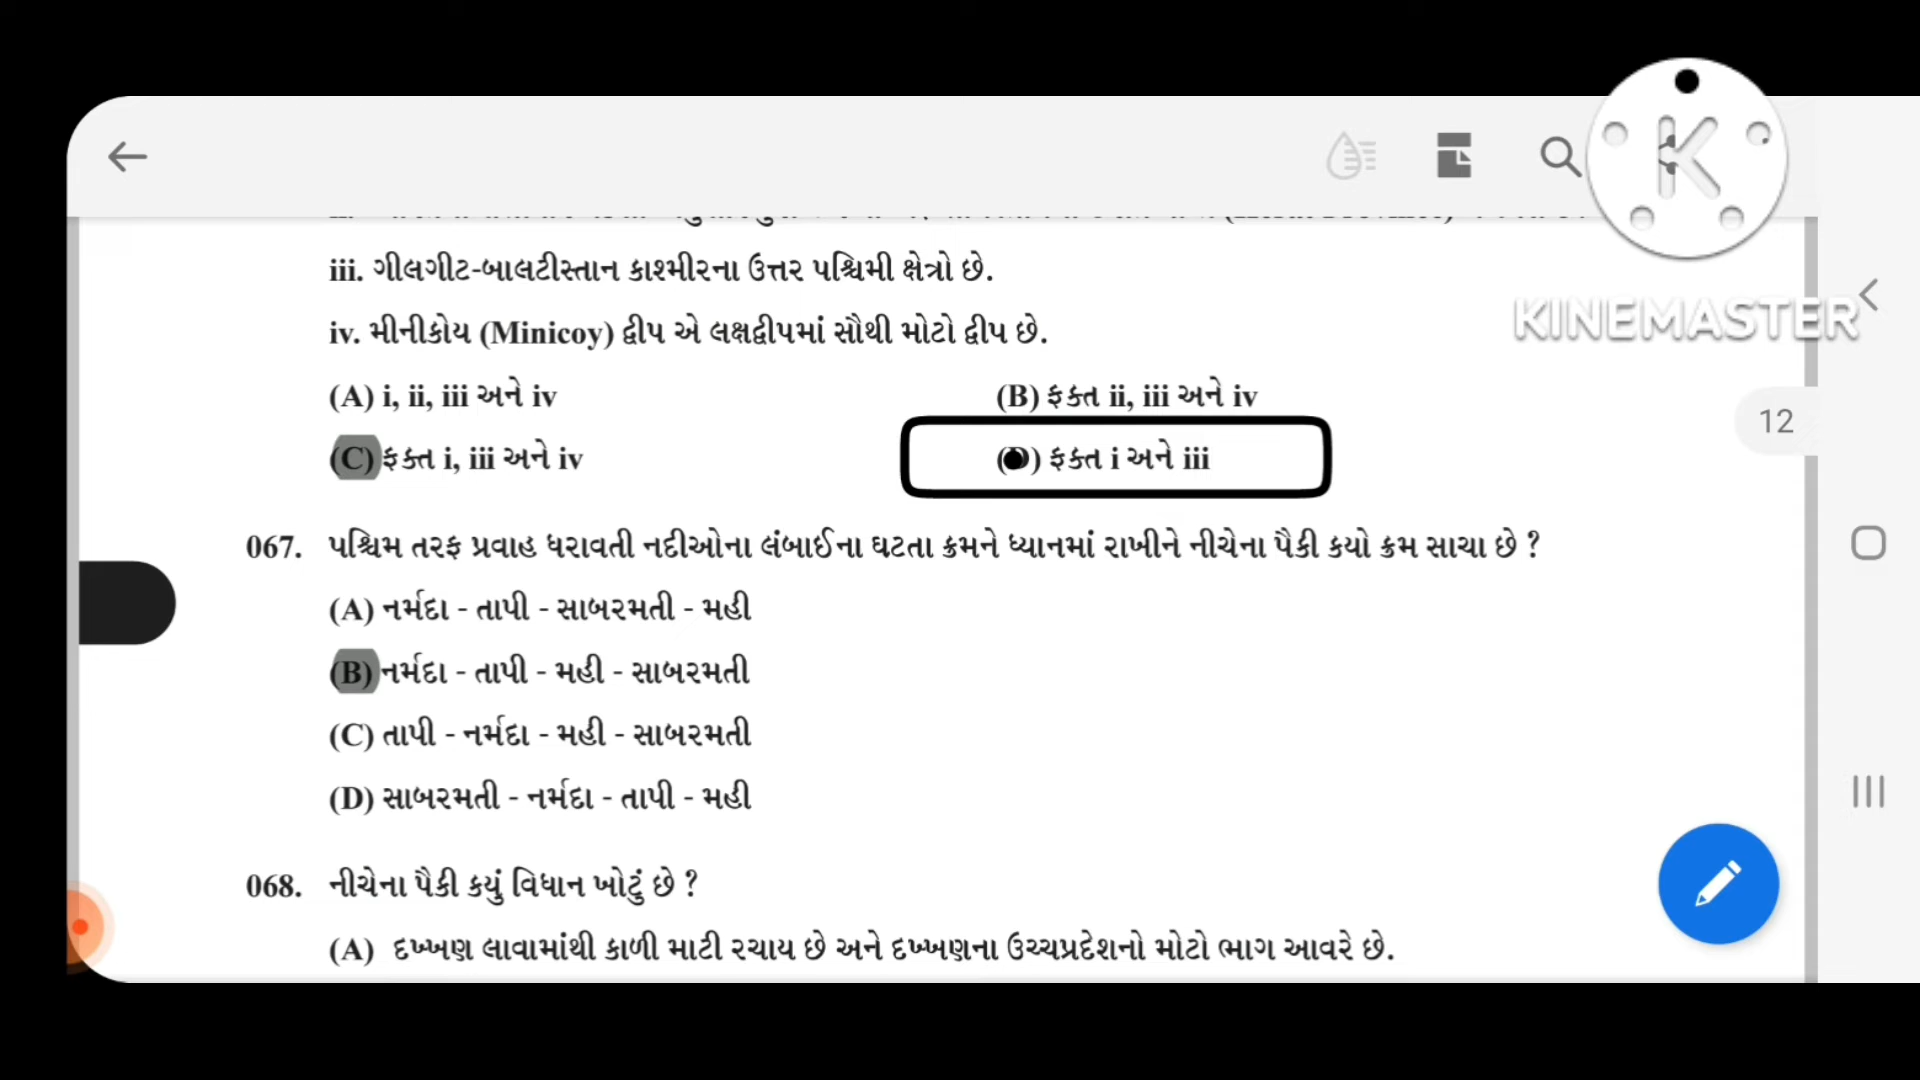 iii. ગીલગીટ-બાલટીસ્તાન કાશ્મીરના ઉત્તર પશ્ચિમી ક્ષેત્રો છે.
KINEMASTER
iv. મીનીકોય (Minicoy) દ્વીપ એ લક્ષદ્વીપમાં સૌથી મોટો દ્વીપ છે.
(A) i, ii, iii અને iv
(B) ફક્ત ii, iii અને iv
12
(C) ફક્ત i, iii અને iv
(D) ફક્ત i અને iii
067. પશ્ચિમ તરફ પ્રવાહ ધરાવતી નદીઓના લંબાઈના ઘટતા ક્રમને ધ્યાનમાં રાખીને નીચેના પૈકી કયો ક્રમ સાચા છે ?
(A) નર્મદા - તાપી - સાબરમતી - મહી
(B) નર્મદા - તાપી - મહી - સાબરમતી
(C) તાપી - નર્મદા - મહી - સાબરમતી
(D) સાબરમતી - નર્મદા - તાપી - મહી
068. નીચેના પૈકી કયું વિધાન ખોટું છે ?
(A) દખ્ખણ લાવામાંથી કાળી માટી રચાય છે અને દખ્ખણના ઉચ્ચપ્રદેશનો મોટો ભાગ આવરે છે.